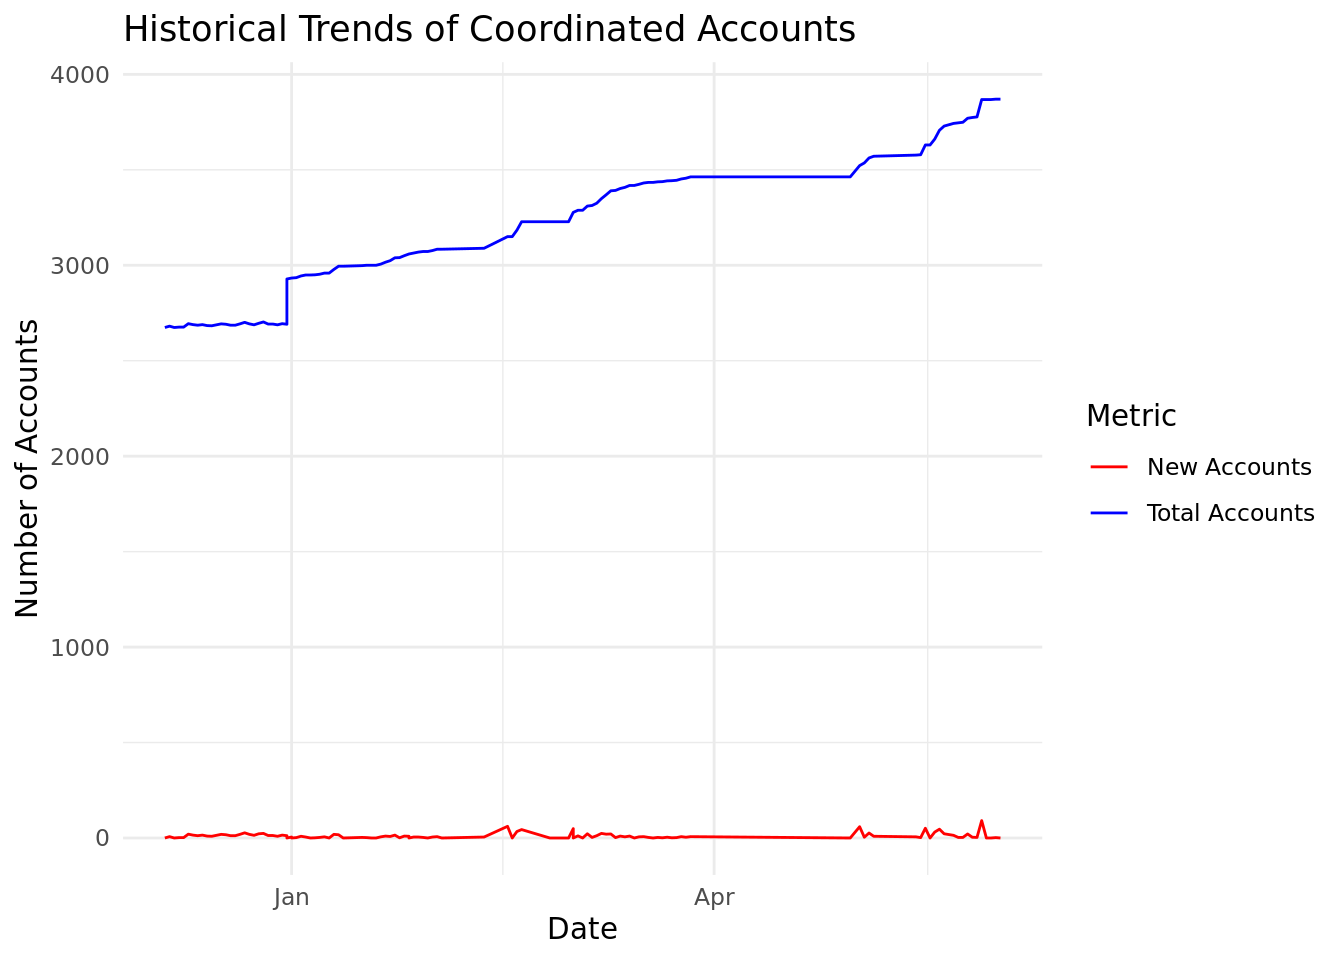 Historical Trends of Coordinated Accounts
4000
3000
2000
1000
0
Number of Accounts
Jan
Apr
Date
Metric
New Accounts
Total Accounts